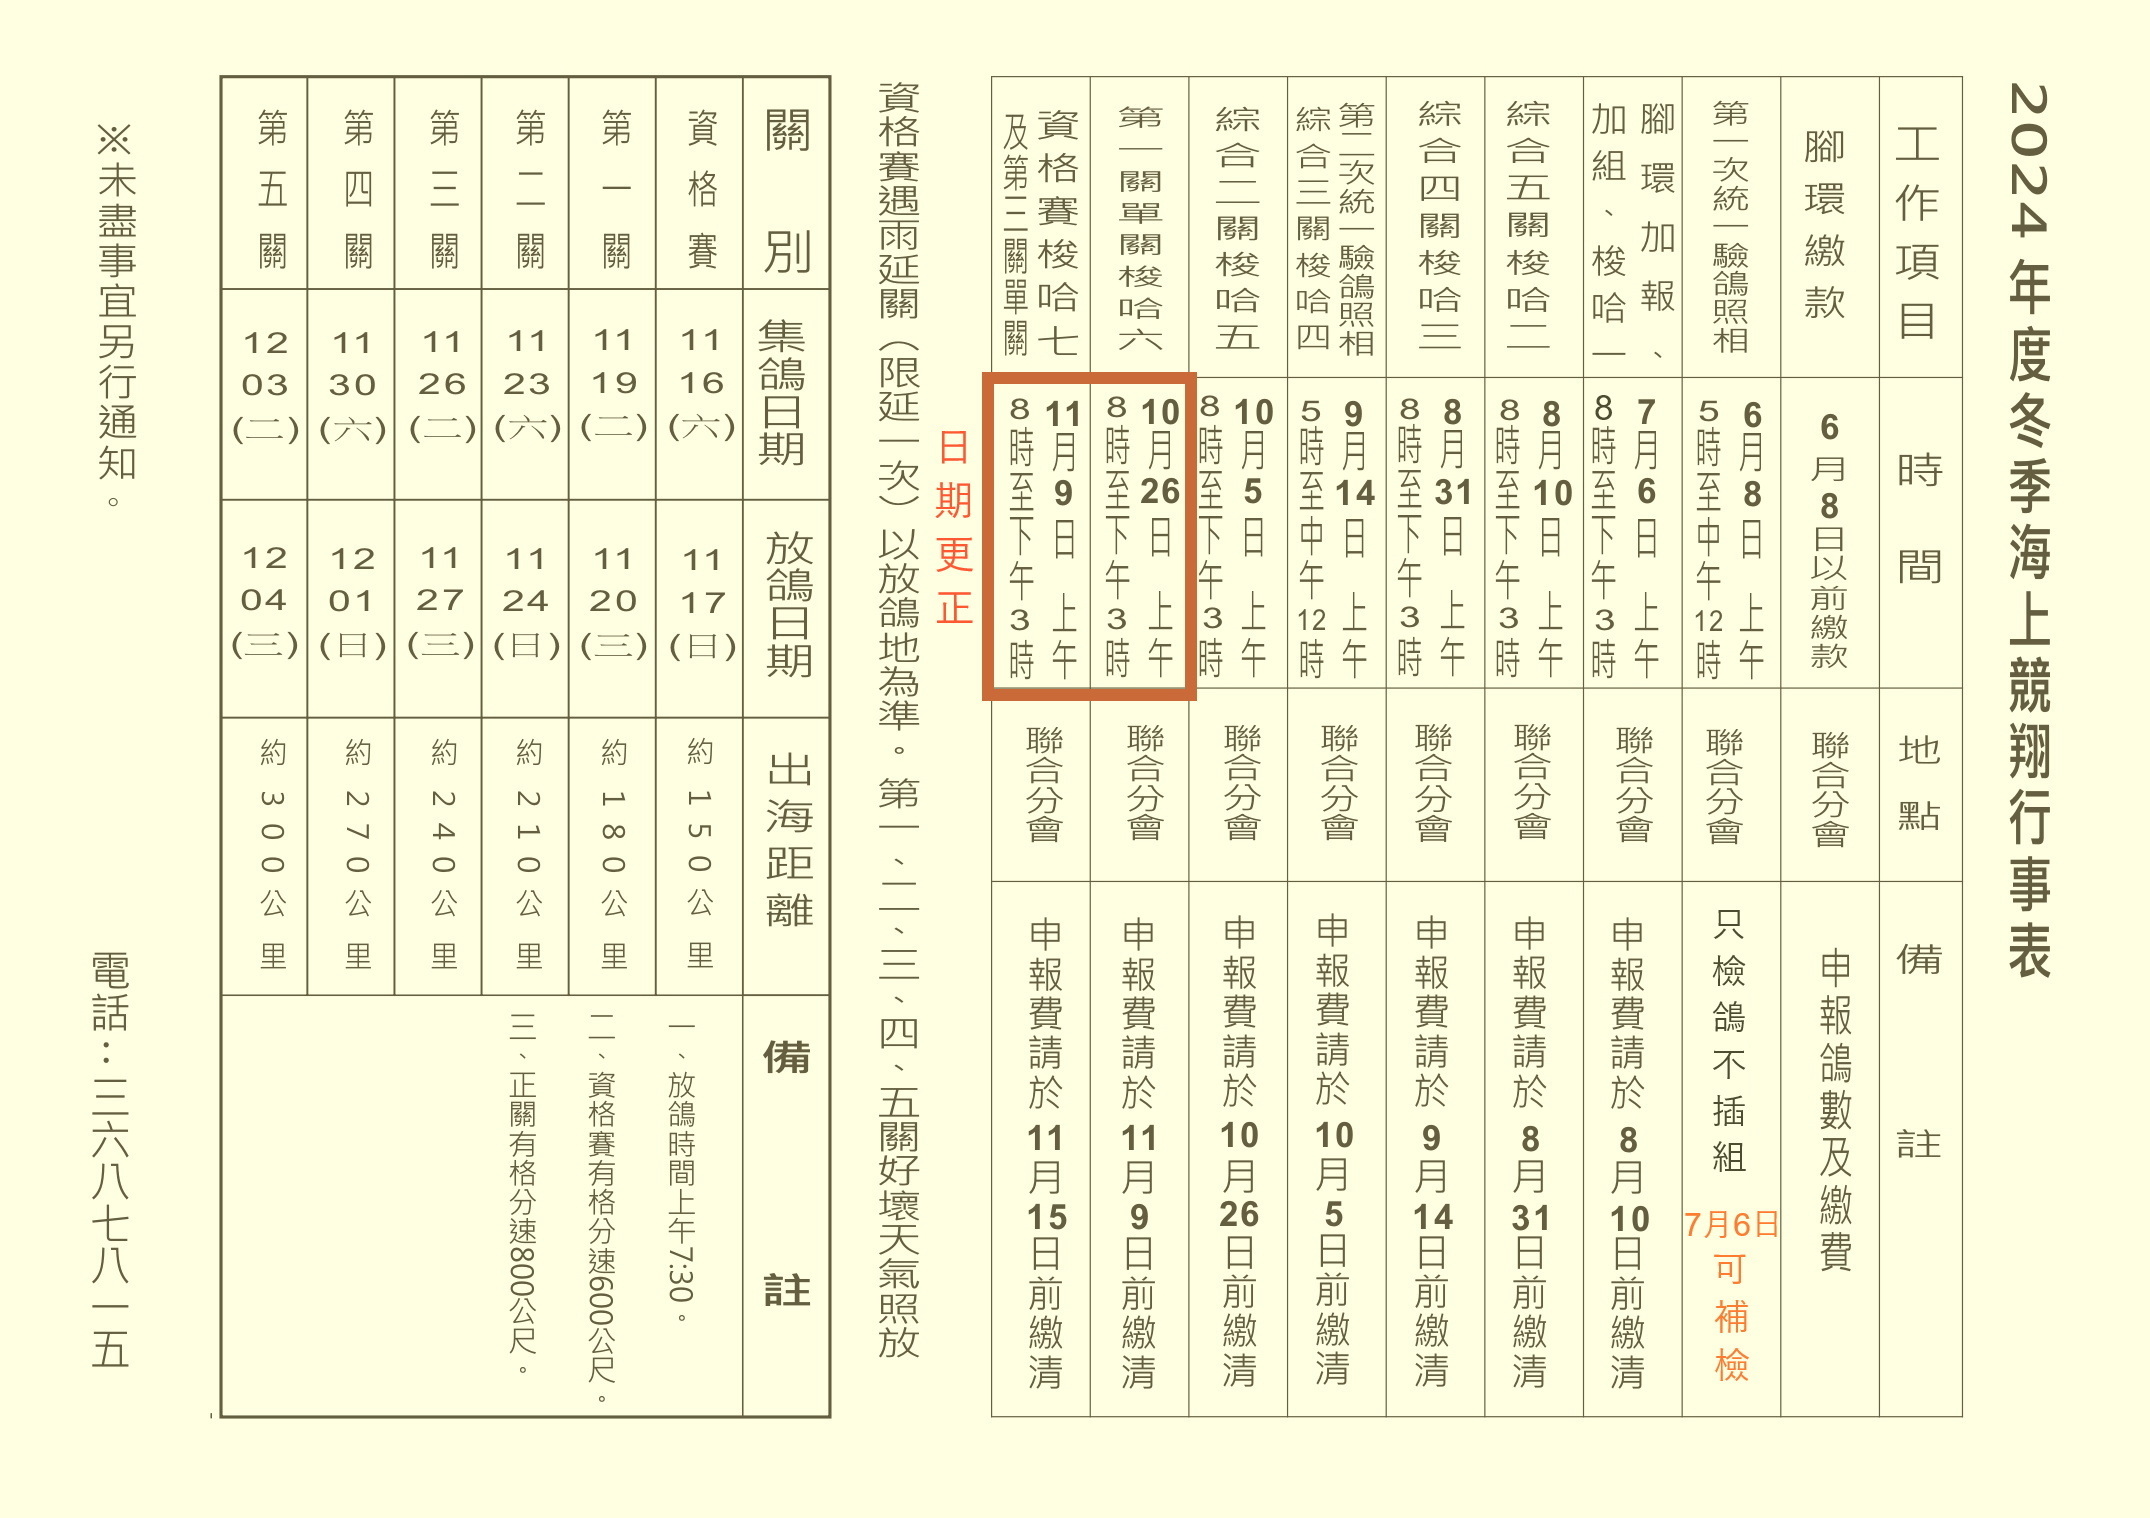 2024年度冬季海上競翔行事表
工作項目
時間
地點
備註
腳環繳款
6月8日以前繳款
聯合分會
申報鴿數及繳費
第一次統一驗鴿照相
6月8日 上午
5時至中午12時
聯合分會
只檢鴿不插組
7月6日
可補檢
腳環加報、
加組、梭哈一
7月6日 上午
8時至下午3時
聯合分會
申報費請於8月10日前繳清
綜合五關梭哈二
8月10日 上午
8時至下午3時
聯合分會
申報費請於8月31日前繳清
綜合四關梭哈三
8月31日 上午
8時至下午3時
聯合分會
申報費請於9月14日前繳清
第二次統一驗鴿照相
綜合三關梭哈四
9月14日 上午
5時至中午12時
聯合分會
申報費請於10月5日前繳清
綜合二關梭哈五
10月5日 上午
8時至下午3時
聯合分會
申報費請於10月26日前繳清
第一關單關梭哈六
10月26日 上午
8時至下午3時
聯合分會
申報費請於11月9日前繳清
資格賽梭哈七
及第二關單關
11月9日 上午
8時至下午3時
聯合分會
申報費請於11月15日前繳清
日期更正
資格賽遇雨延關（限延一次）以放鴿地為準。第一、二、三、四、五關好壞天氣照放
關別
集鴿日期
放鴿日期
出海距離
備註
資格賽
11
16
(六)
11
17
(日)
約150公里
第一關
11
19
(二)
11
20
(三)
約180公里
第二關
11
23
(六)
11
24
(日)
約210公里
第三關
11
26
(二)
11
27
(三)
約240公里
第四關
11
30
(六)
12
01
(日)
約270公里
第五關
12
03
(二)
12
04
(三)
約300公里
一、放鴿時間上午7:30。
二、資格賽有格分速600公尺。
三、正關有格分速800公尺。
※未盡事宜另行通知。
電話：三六八七八一五